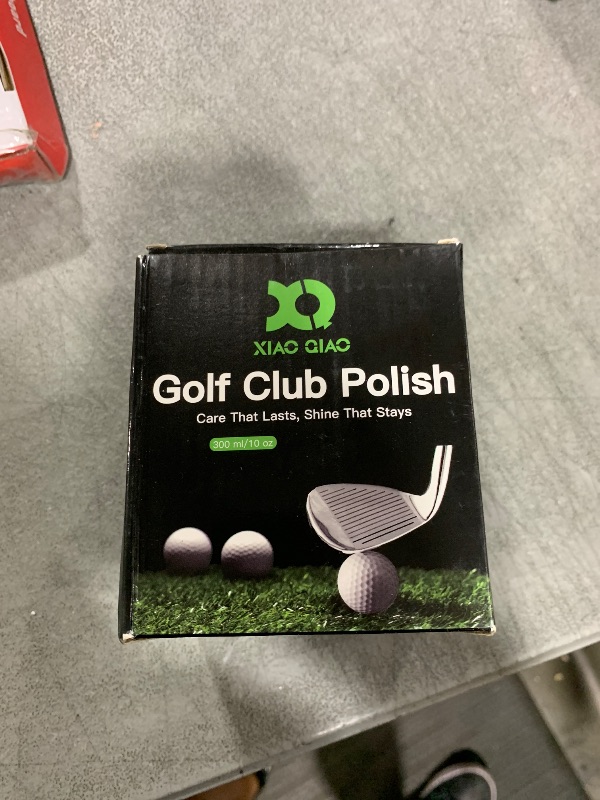 XIAO QIAO
Golf Club Polish
Care That Lasts, Shine That Stays
300 ml/10 oz